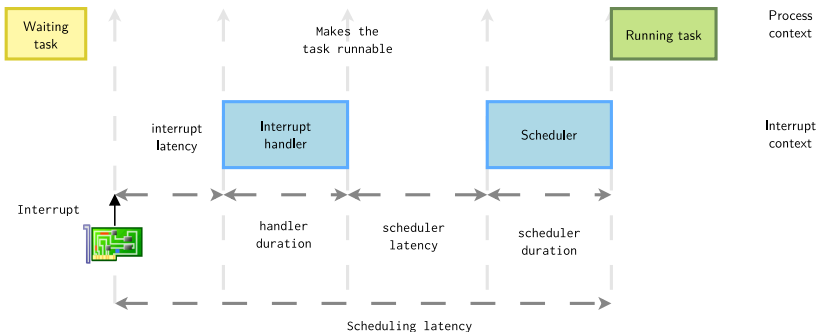 Waiting
task
Makes the
task runnable
Running task
Process
context
interrupt
latency
Interrupt
handler
Scheduler
Interrupt
context
Interrupt
handler
duration
scheduler
latency
scheduler
duration
Scheduling latency